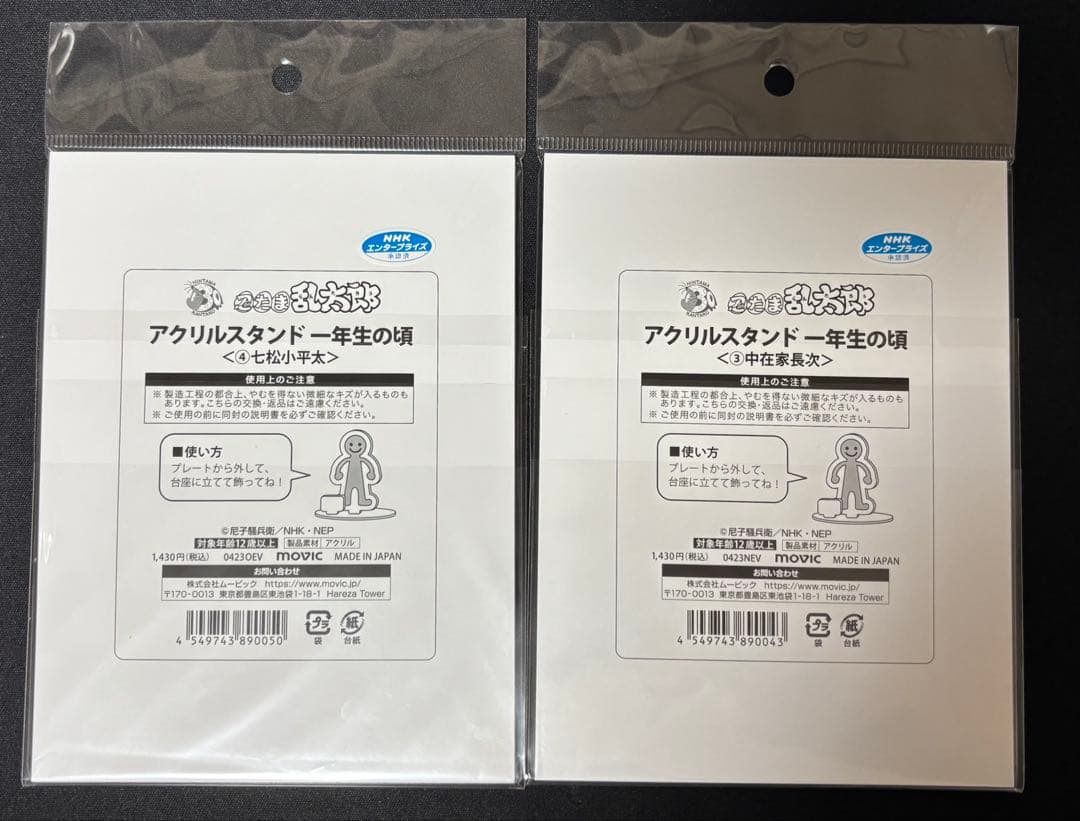 NHK
エンタープライズ
承認済
NINTAMA
RANTARO
忍たま乱太郎
アクリルスタンド 一年生の頃
＜④七松小平太＞
使用上のご注意
※ 製造工程の都合上、やむを得ない微細なキズが入るものも
あります。こちらの交換・返品はご遠慮ください。
※ ご使用の前に同封の説明書を必ずご確認ください。
■使い方
プレートから外して、
台座に立てて飾ってね！
©尼子騒兵衛／NHK・NEP
対象年齢12歳以上 製品素材 アクリル
1,430円(税込) 0423OEV movic MADE IN JAPAN
お問い合わせ
株式会社ムービック https://www.movic.jp/
〒170-0013 東京都豊島区東池袋1-18-1 Hareza Tower
4 549743 890050
プラ 紙
袋 台紙
NHK
エンタープライズ
承認済
NINTAMA
RANTARO
忍たま乱太郎
アクリルスタンド 一年生の頃
＜③中在家長次＞
使用上のご注意
※ 製造工程の都合上、やむを得ない微細なキズが入るものも
あります。こちらの交換・返品はご遠慮ください。
※ ご使用の前に同封の説明書を必ずご確認ください。
■使い方
プレートから外して、
台座に立てて飾ってね！
©尼子騒兵衛／NHK・NEP
対象年齢12歳以上 製品素材 アクリル
1,430円(税込) 0423NEV movic MADE IN JAPAN
お問い合わせ
株式会社ムービック https://www.movic.jp/
〒170-0013 東京都豊島区東池袋1-18-1 Hareza Tower
4 549743 890043
プラ 紙
袋 台紙